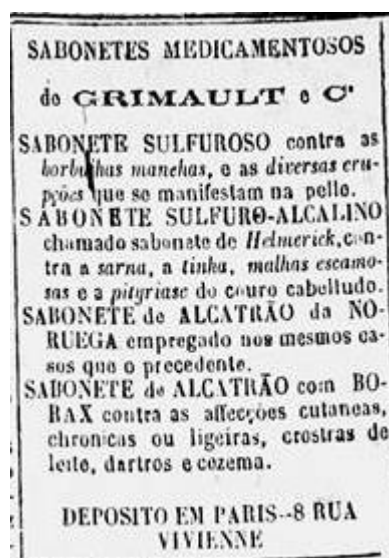 SABONETES MEDICAMENTOSOS
de GRIMAULT e Cª
SABONETE SULFUROSO contra as
borbulhas manchas, e as diversas eru-
pções que se manifestam na pelle.
SABONETE SULFURO-ALCALINO
chamado sabonete de Helmerick, con-
tra a sarna, a tinha, malhas escamo-
sas e a pityriase do couro cabelludo.
SABONETE de ALCATRÃO da NO-
RUEGA empregado nos mesmos ca-
sos que o precedente.
SABONETE de ALCATRÃO com BO-
RAX contra as affecções cutaneas,
chronicas ou ligeiras, crostras de
leite, dartros e eczema.
DEPOSITO EM PARIS--8 RUA
VIVIENNE